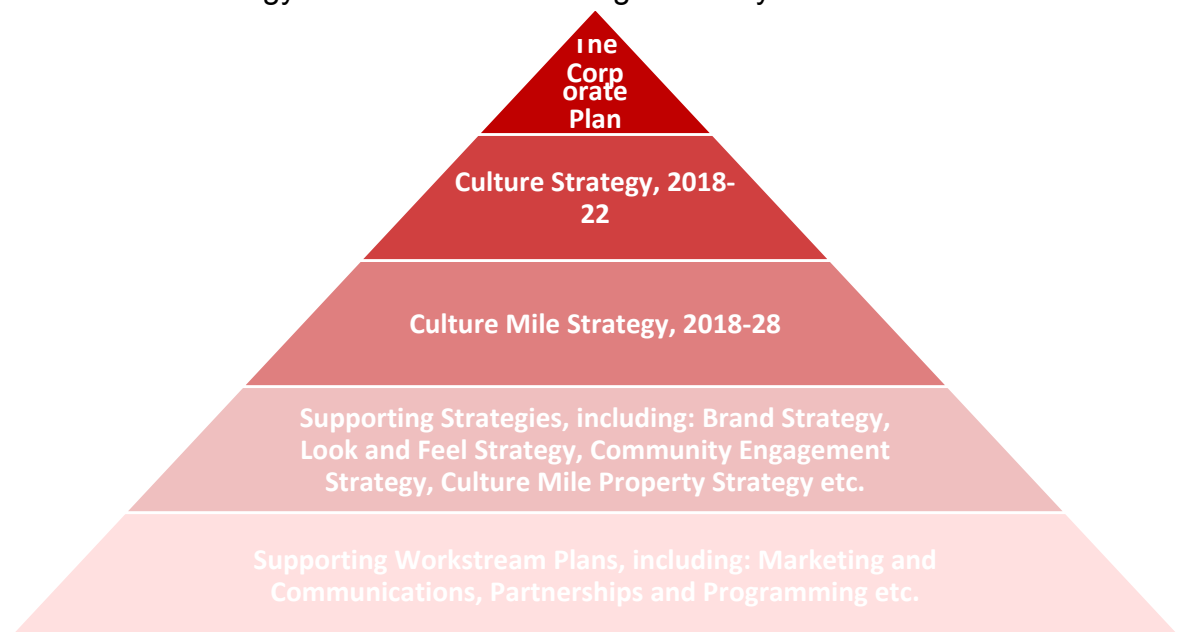 The
Corp
orate
Plan
Culture Strategy, 2018-
22
Culture Mile Strategy, 2018-28
Supporting Strategies, including: Brand Strategy,
Look and Feel Strategy, Community Engagement
Strategy, Culture Mile Property Strategy etc.
Supporting Workstream Plans, including: Marketing and
Communications, Partnerships and Programming etc.